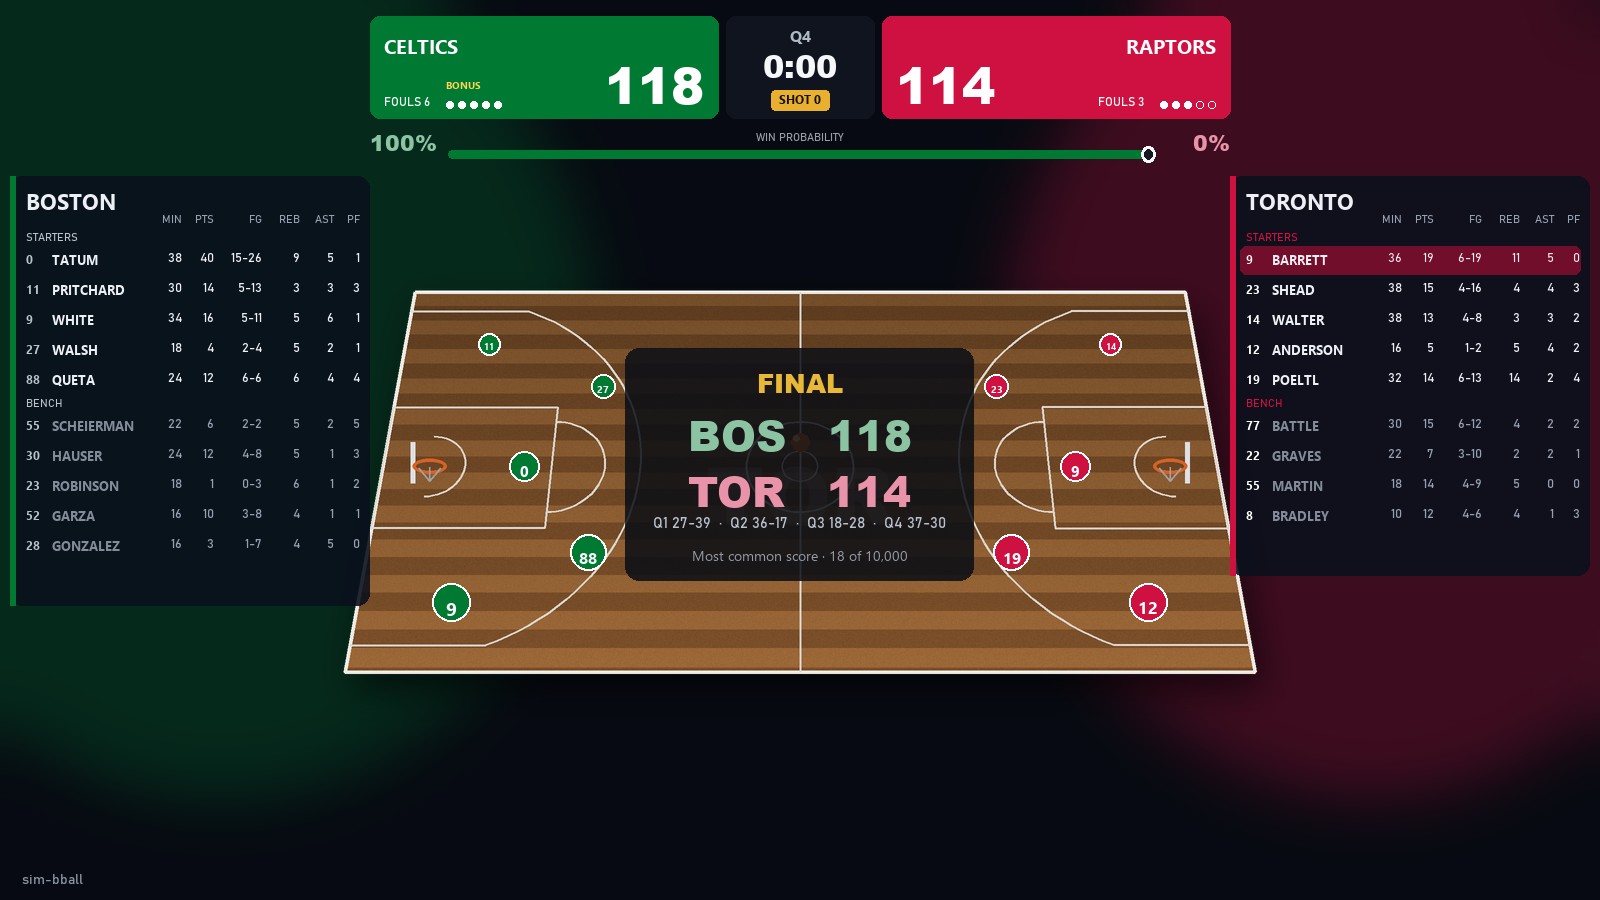 CELTICS
FOULS 6
BONUS
118
Q4
0:00
SHOT 0
RAPTORS
114
FOULS 3
100%
WIN PROBABILITY
0%
BOSTON
MIN PTS FG REB AST PF
STARTERS
0 TATUM 38 40 15-26 9 5 1
11 PRITCHARD 30 14 5-13 3 3 3
9 WHITE 34 16 5-11 5 6 1
27 WALSH 18 4 2-4 5 2 1
88 QUETA 24 12 6-6 6 4 4
BENCH
55 SCHEIERMAN 22 6 2-2 5 2 5
30 HAUSER 24 12 4-8 5 1 3
23 ROBINSON 18 1 0-3 6 1 2
52 GARZA 16 10 3-8 4 1 1
28 GONZALEZ 16 3 1-7 4 5 0
TORONTO
MIN PTS FG REB AST PF
STARTERS
9 BARRETT 36 19 6-19 11 5 0
23 SHEAD 38 15 4-16 4 4 3
14 WALTER 38 13 4-8 3 3 2
12 ANDERSON 16 5 1-2 5 4 2
19 POELTL 32 14 6-13 14 2 4
BENCH
77 BATTLE 30 15 6-12 4 2 2
22 GRAVES 22 7 3-10 2 2 1
55 MARTIN 18 14 4-9 5 0 0
8 BRADLEY 10 12 4-6 4 1 3
11
27
0
88
9
14
23
9
19
12
FINAL
BOS 118
TOR 114
Q1 27-39 · Q2 36-17 · Q3 18-28 · Q4 37-30
Most common score · 18 of 10,000
sim-bball